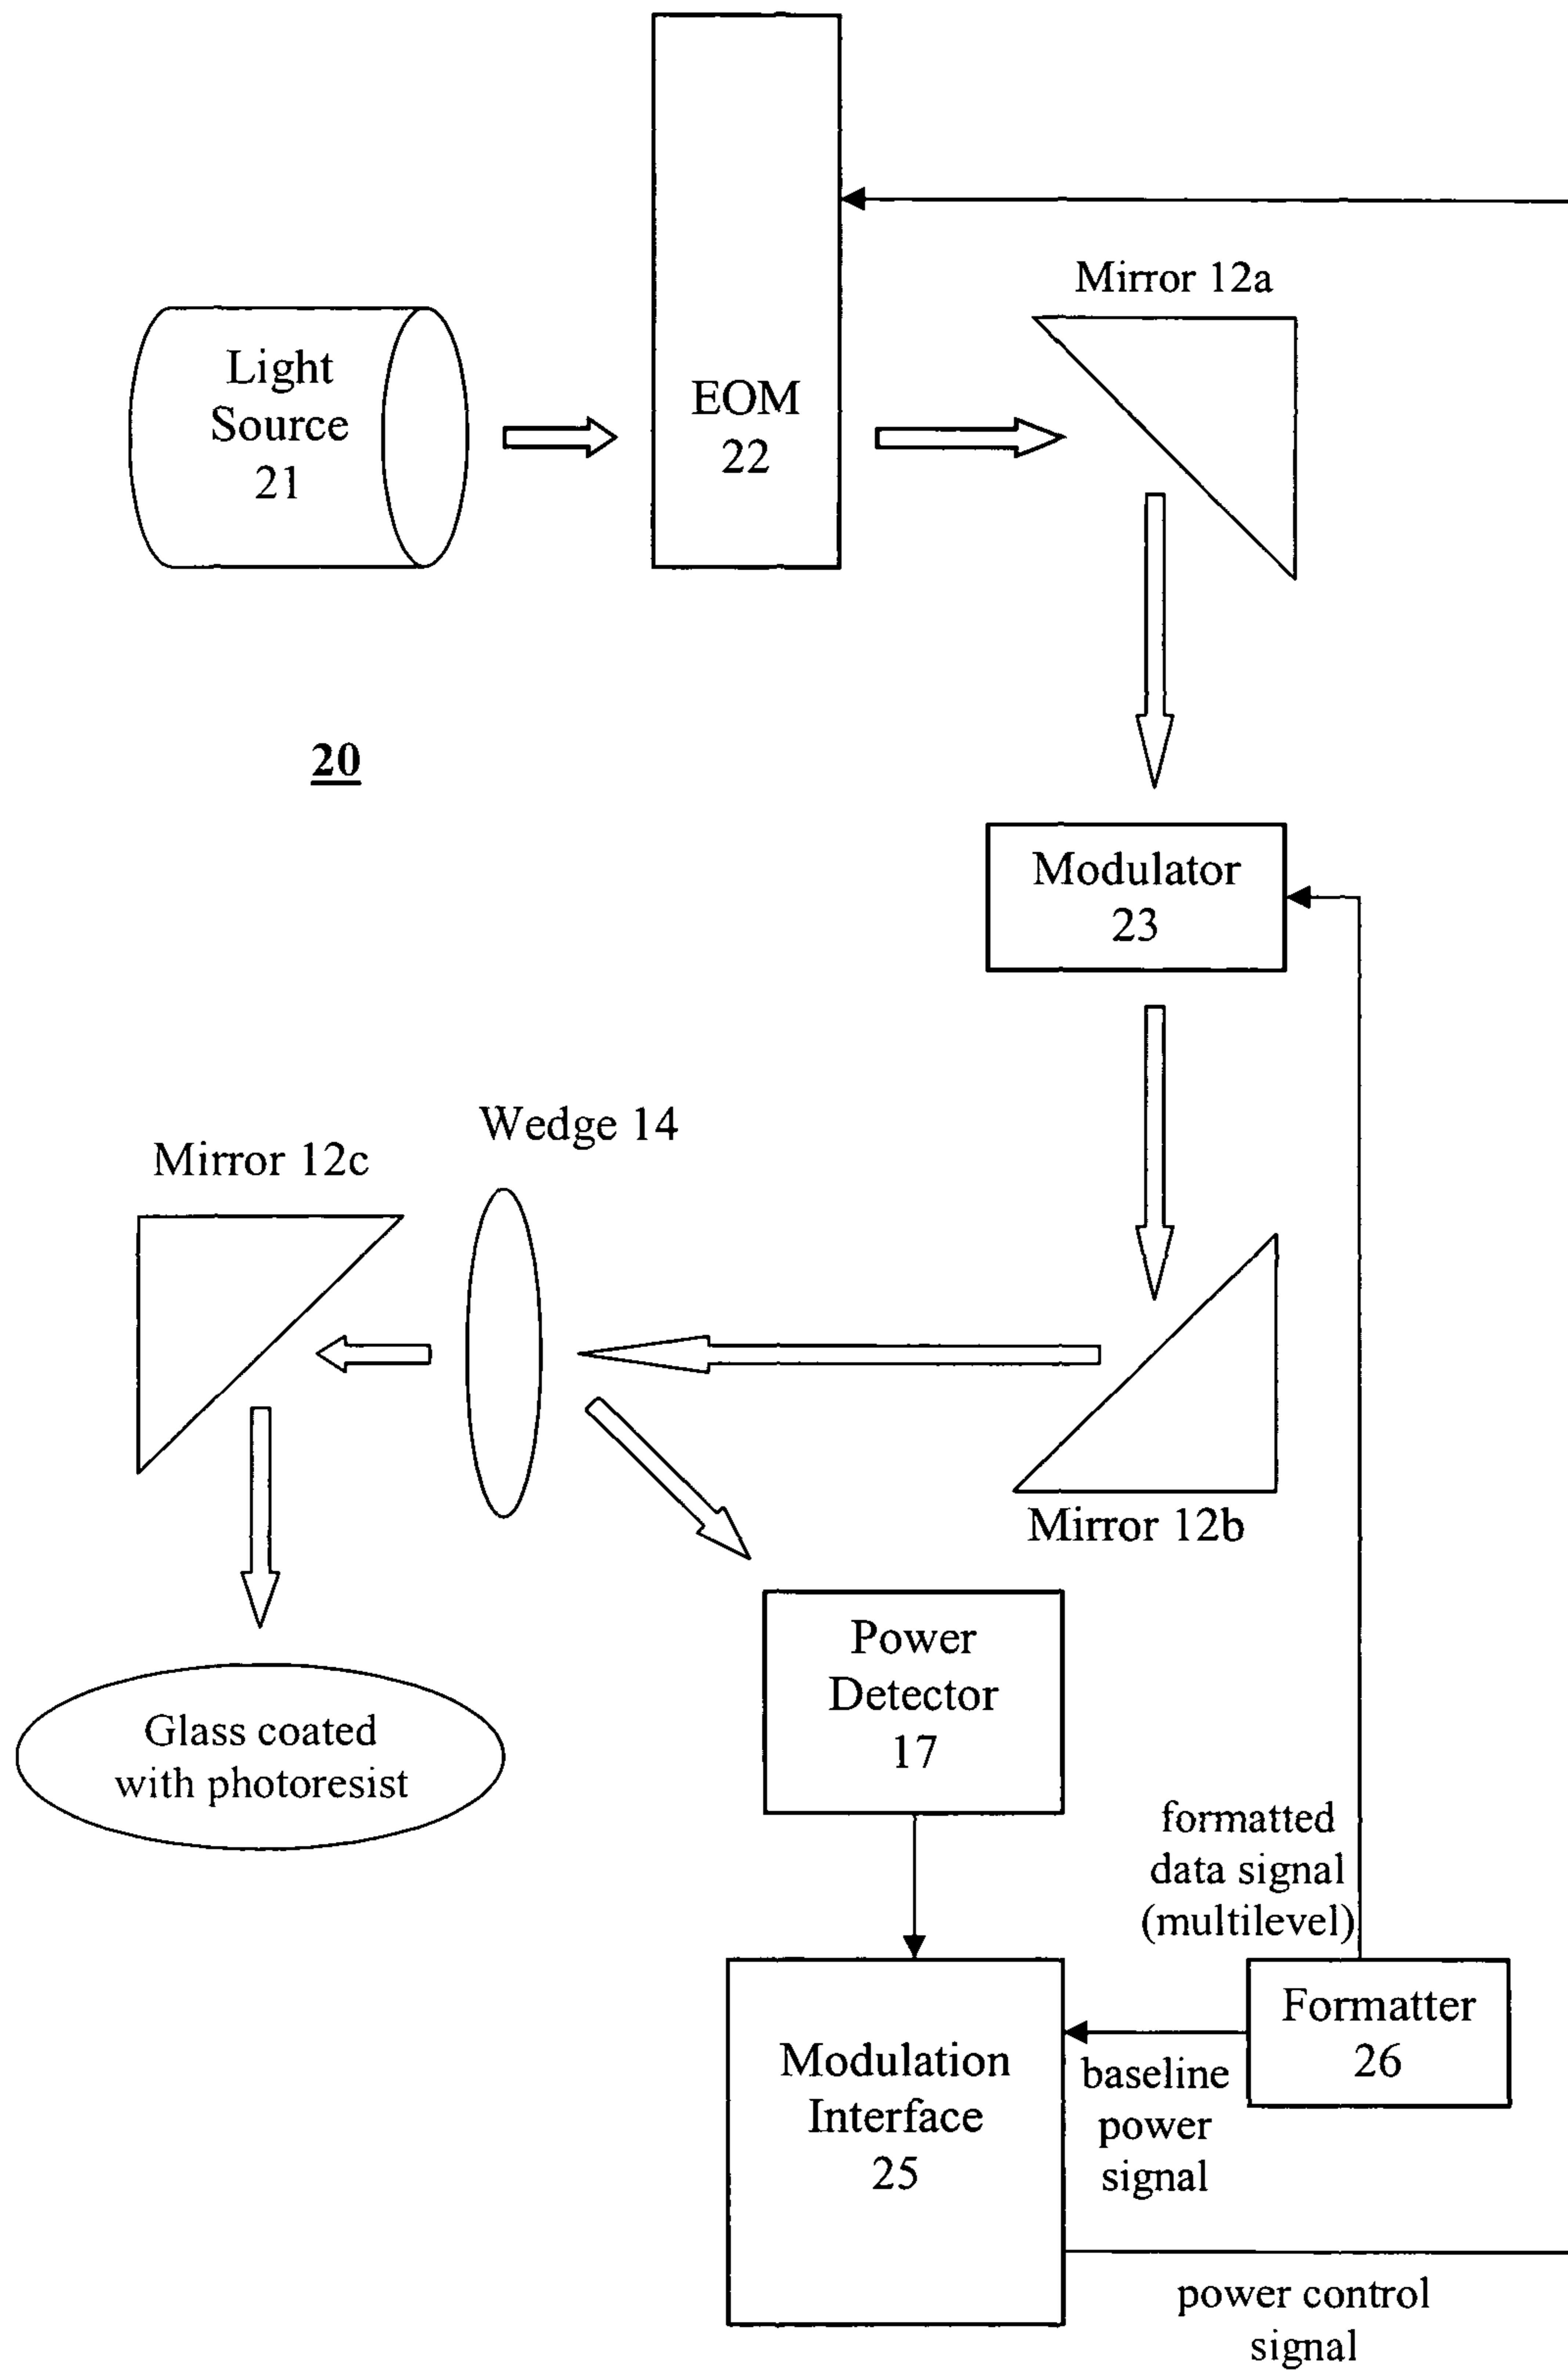 Mirror 12a
Light
Source
21
EOM
22
20
Modulator
23
Wedge 14
Mirror 12c
Mirror 12b
Power
Detector
17
Glass coated
with photoresist
formatted
data signal
(multilevel)
Formatter
26
Modulation
Interface
25
baseline
power
signal
power control
signal